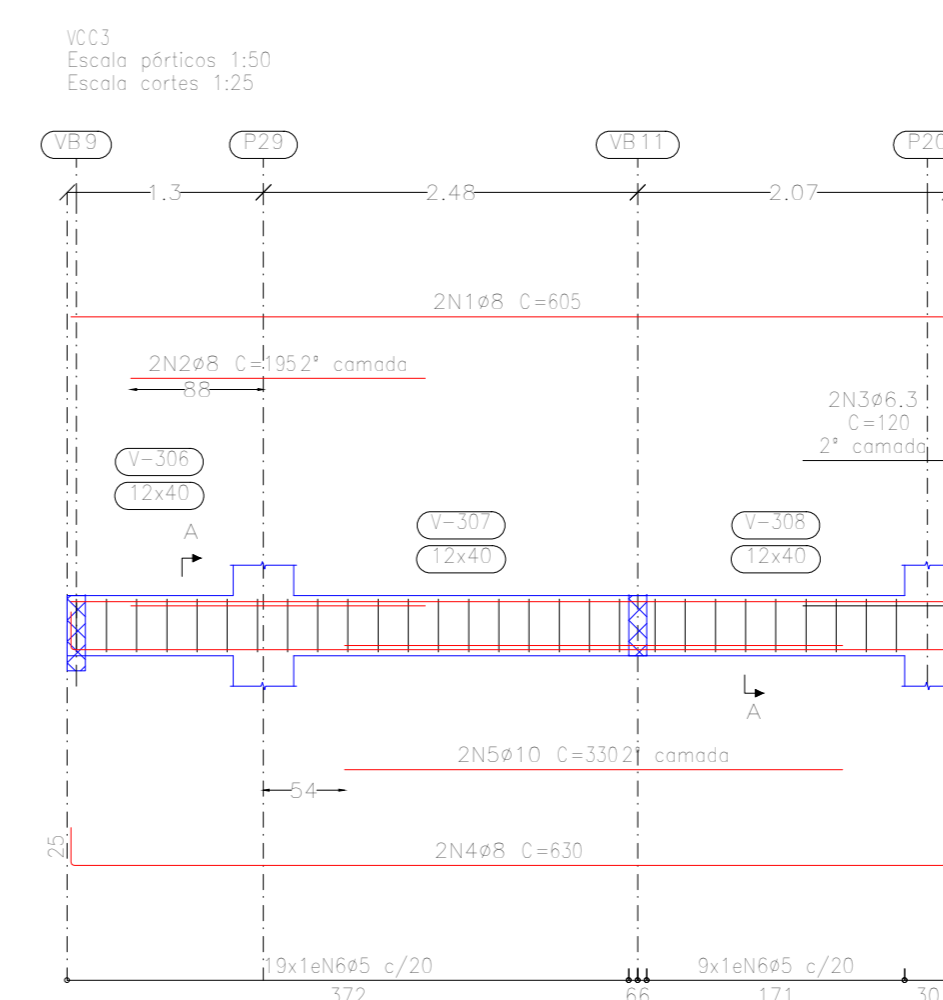 VCC3
Escala pórticos 1:50
Escala cortes 1:25
VB9 P29 VB11 P20
1.3 2.48 2.07
2N1ø8 C=605
2N2ø8 C=195 2° camada
88
2N3ø6.3
C=120
2° camada
V-306
12x40
V-307
12x40
V-308
12x40
A
A
2N5ø10 C=330 2° camada
54
25
2N4ø8 C=630
19x1eN6ø5 c/20 9x1eN6ø5 c/20
372 66 171 30